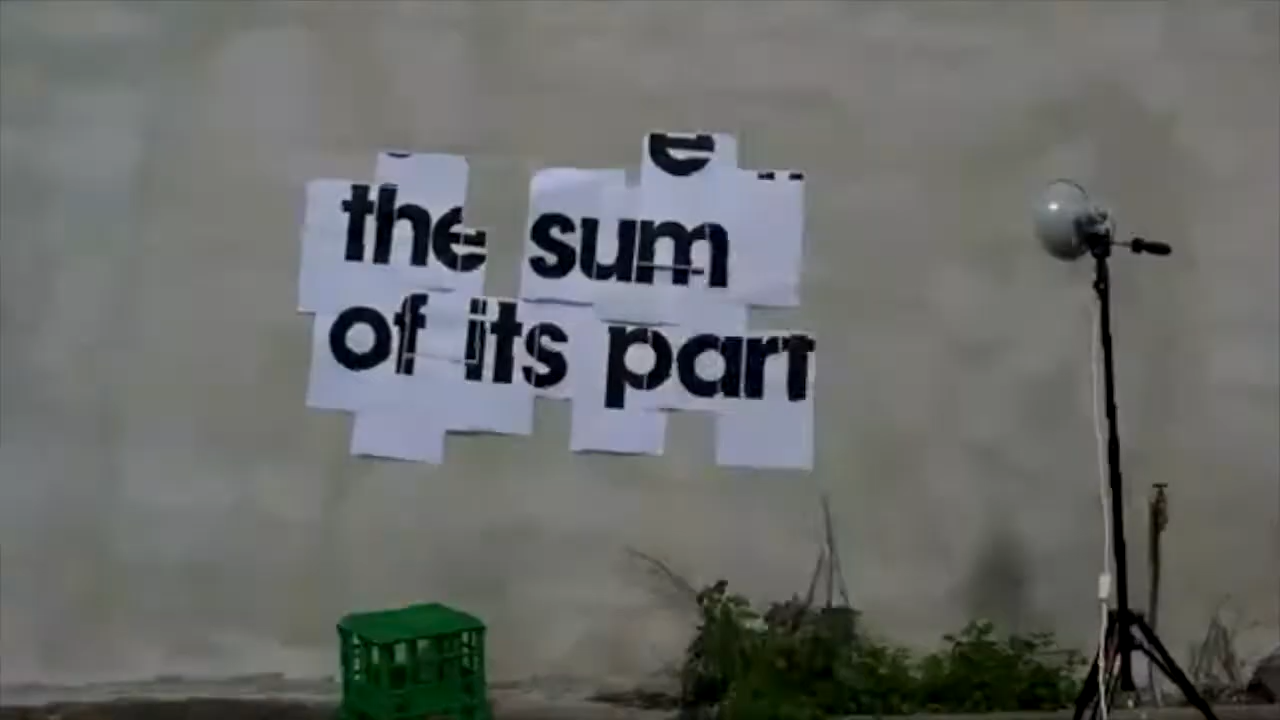 the sum
of its part